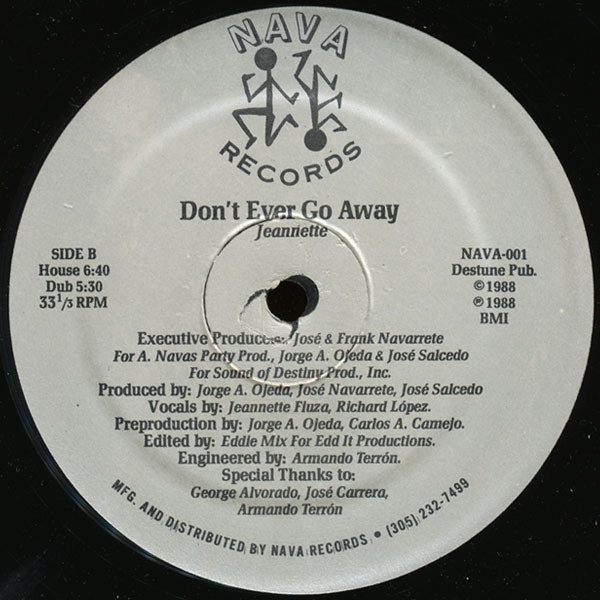 NAVA
RECORDS
Don't Ever Go Away
Jeannette
SIDE B
House 6:40
Dub 5:30
33 1/3 RPM
NAVA-001
Destune Pub.
© 1988
℗ 1988
BMI
Executive Producers: José & Frank Navarrete
For A. Navas Party Prod., Jorge A. Ojeda & José Salcedo
For Sound of Destiny Prod., Inc.
Produced by: Jorge A. Ojeda, José Navarrete, José Salcedo
Vocals by: Jeannette Fluza, Richard López.
Preproduction by: Jorge A. Ojeda, Carlos A. Camejo.
Edited by: Eddie Mix For Edd It Productions.
Engineered by: Armando Terrón.
Special Thanks to:
George Alvorado, José Carrera,
Armando Terrón
MFG. AND DISTRIBUTED BY NAVA RECORDS • (305) 232-7499